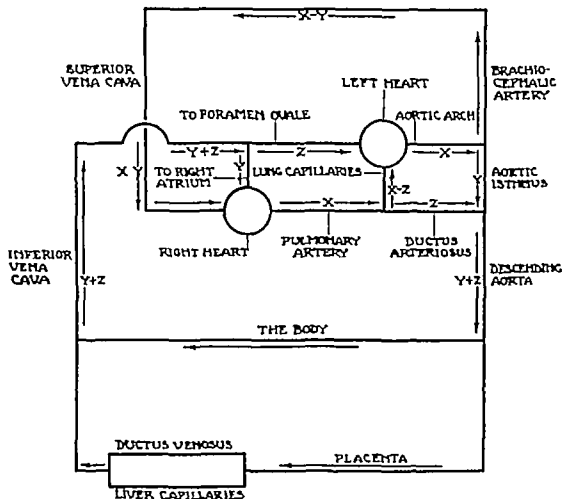 X-Y
SUPERIOR
VENA CAVA
LEFT HEART
BRACHIO-
CEPHALIC
ARTERY
TO FORAMEN OVALE
AORTIC ARCH
Y+Z
Z
X
X Y
TO RIGHT
ATRIUM
Y
LUNG CAPILLARIES
X-Z
Y
AORTIC
ISTHMUS
X
Z
RIGHT HEART
PULMONARY
ARTERY
DUCTUS
ARTERIOSUS
INFERIOR
VENA
CAVA
Y+Z
Y+Z
DESCENDING
AORTA
THE BODY
DUCTUS VENOSUS
PLACENTA
LIVER CAPILLARIES